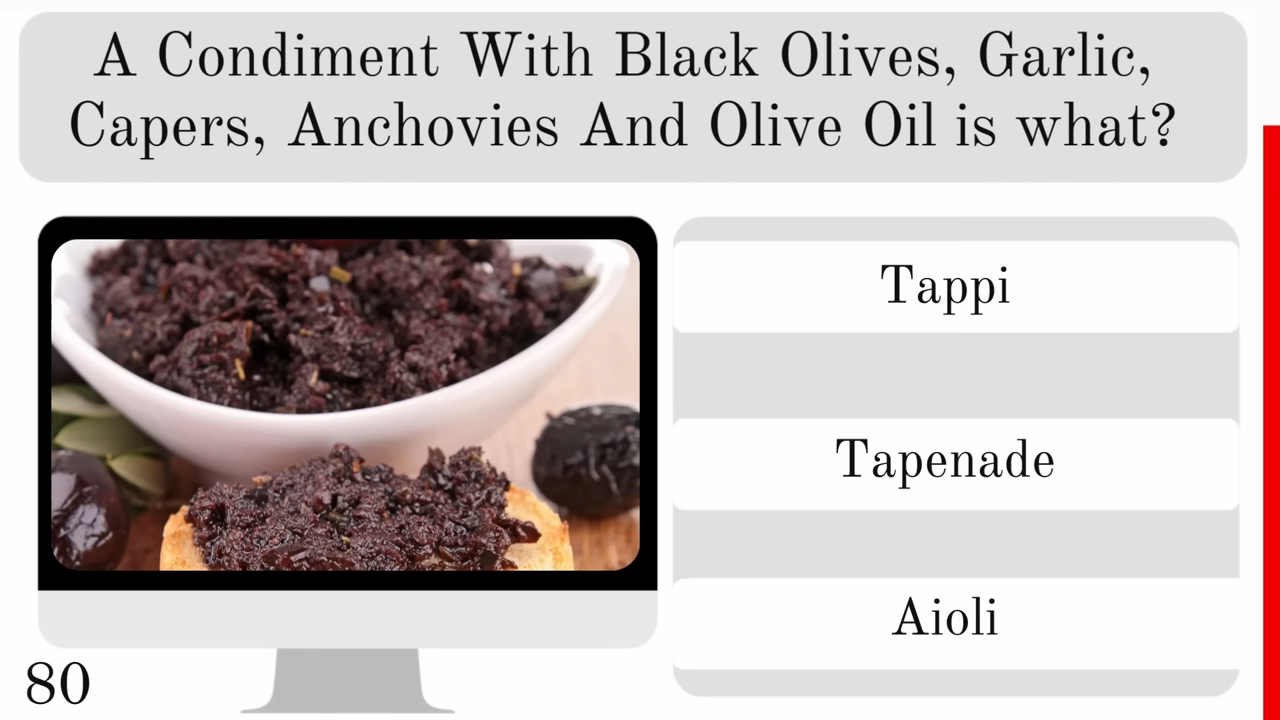 A Condiment With Black Olives, Garlic,
Capers, Anchovies And Olive Oil is what?
Tappi
Tapenade
Aioli
80